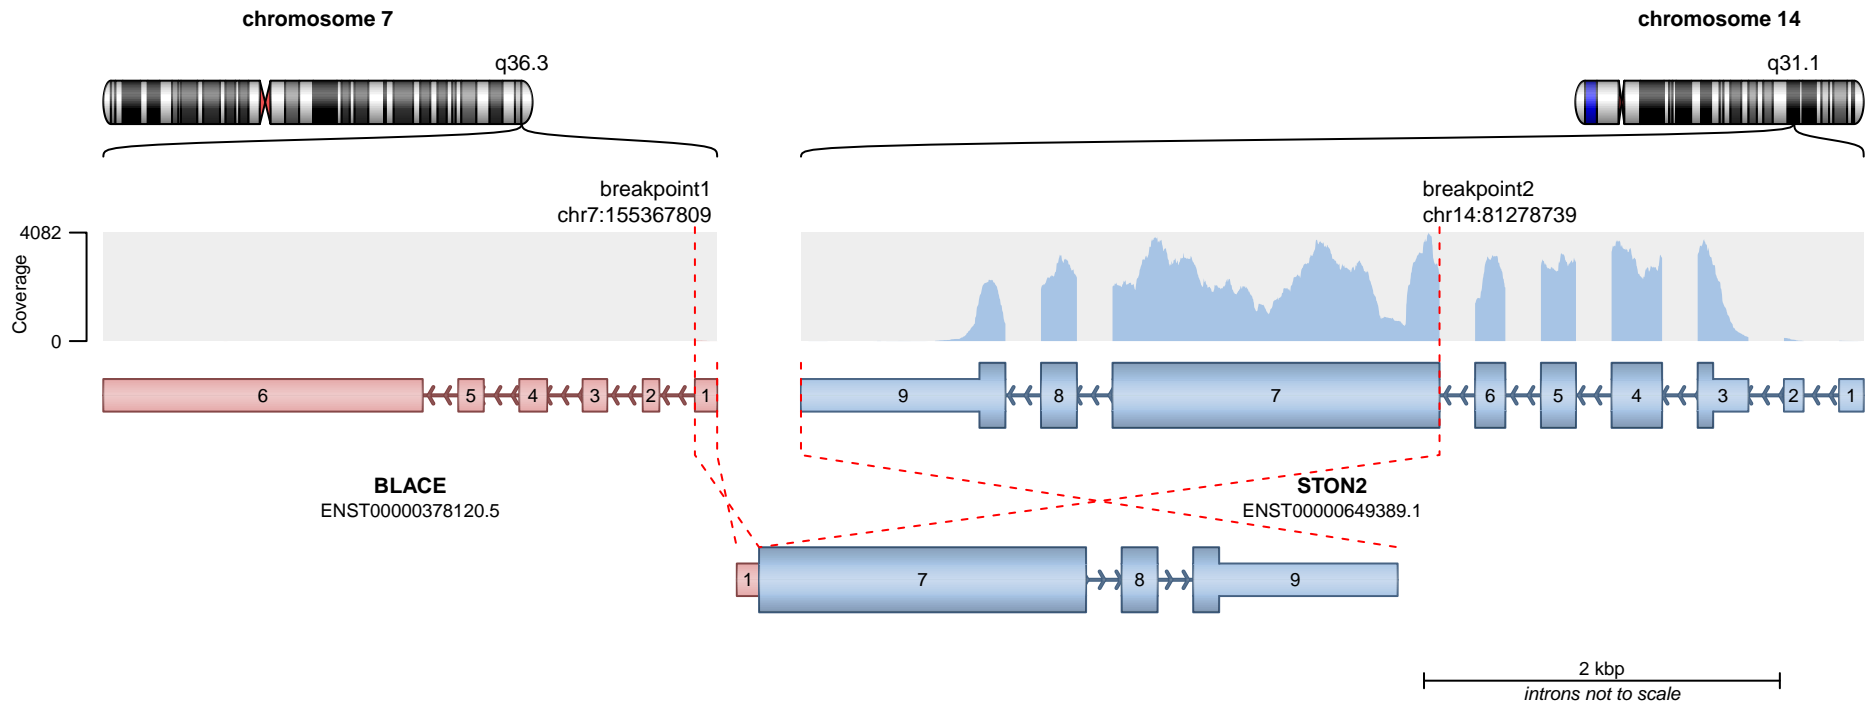 chromosome 7
chromosome 14
q36.3
q31.1
breakpoint1
chr7:155367809
breakpoint2
chr14:81278739
4082
Coverage
0
6 5 4 3 2 1
9 8 7 6 5 4 3 2 1
BLACE
ENST00000378120.5
STON2
ENST00000649389.1
1 7 8 9
2 kbp
introns not to scale